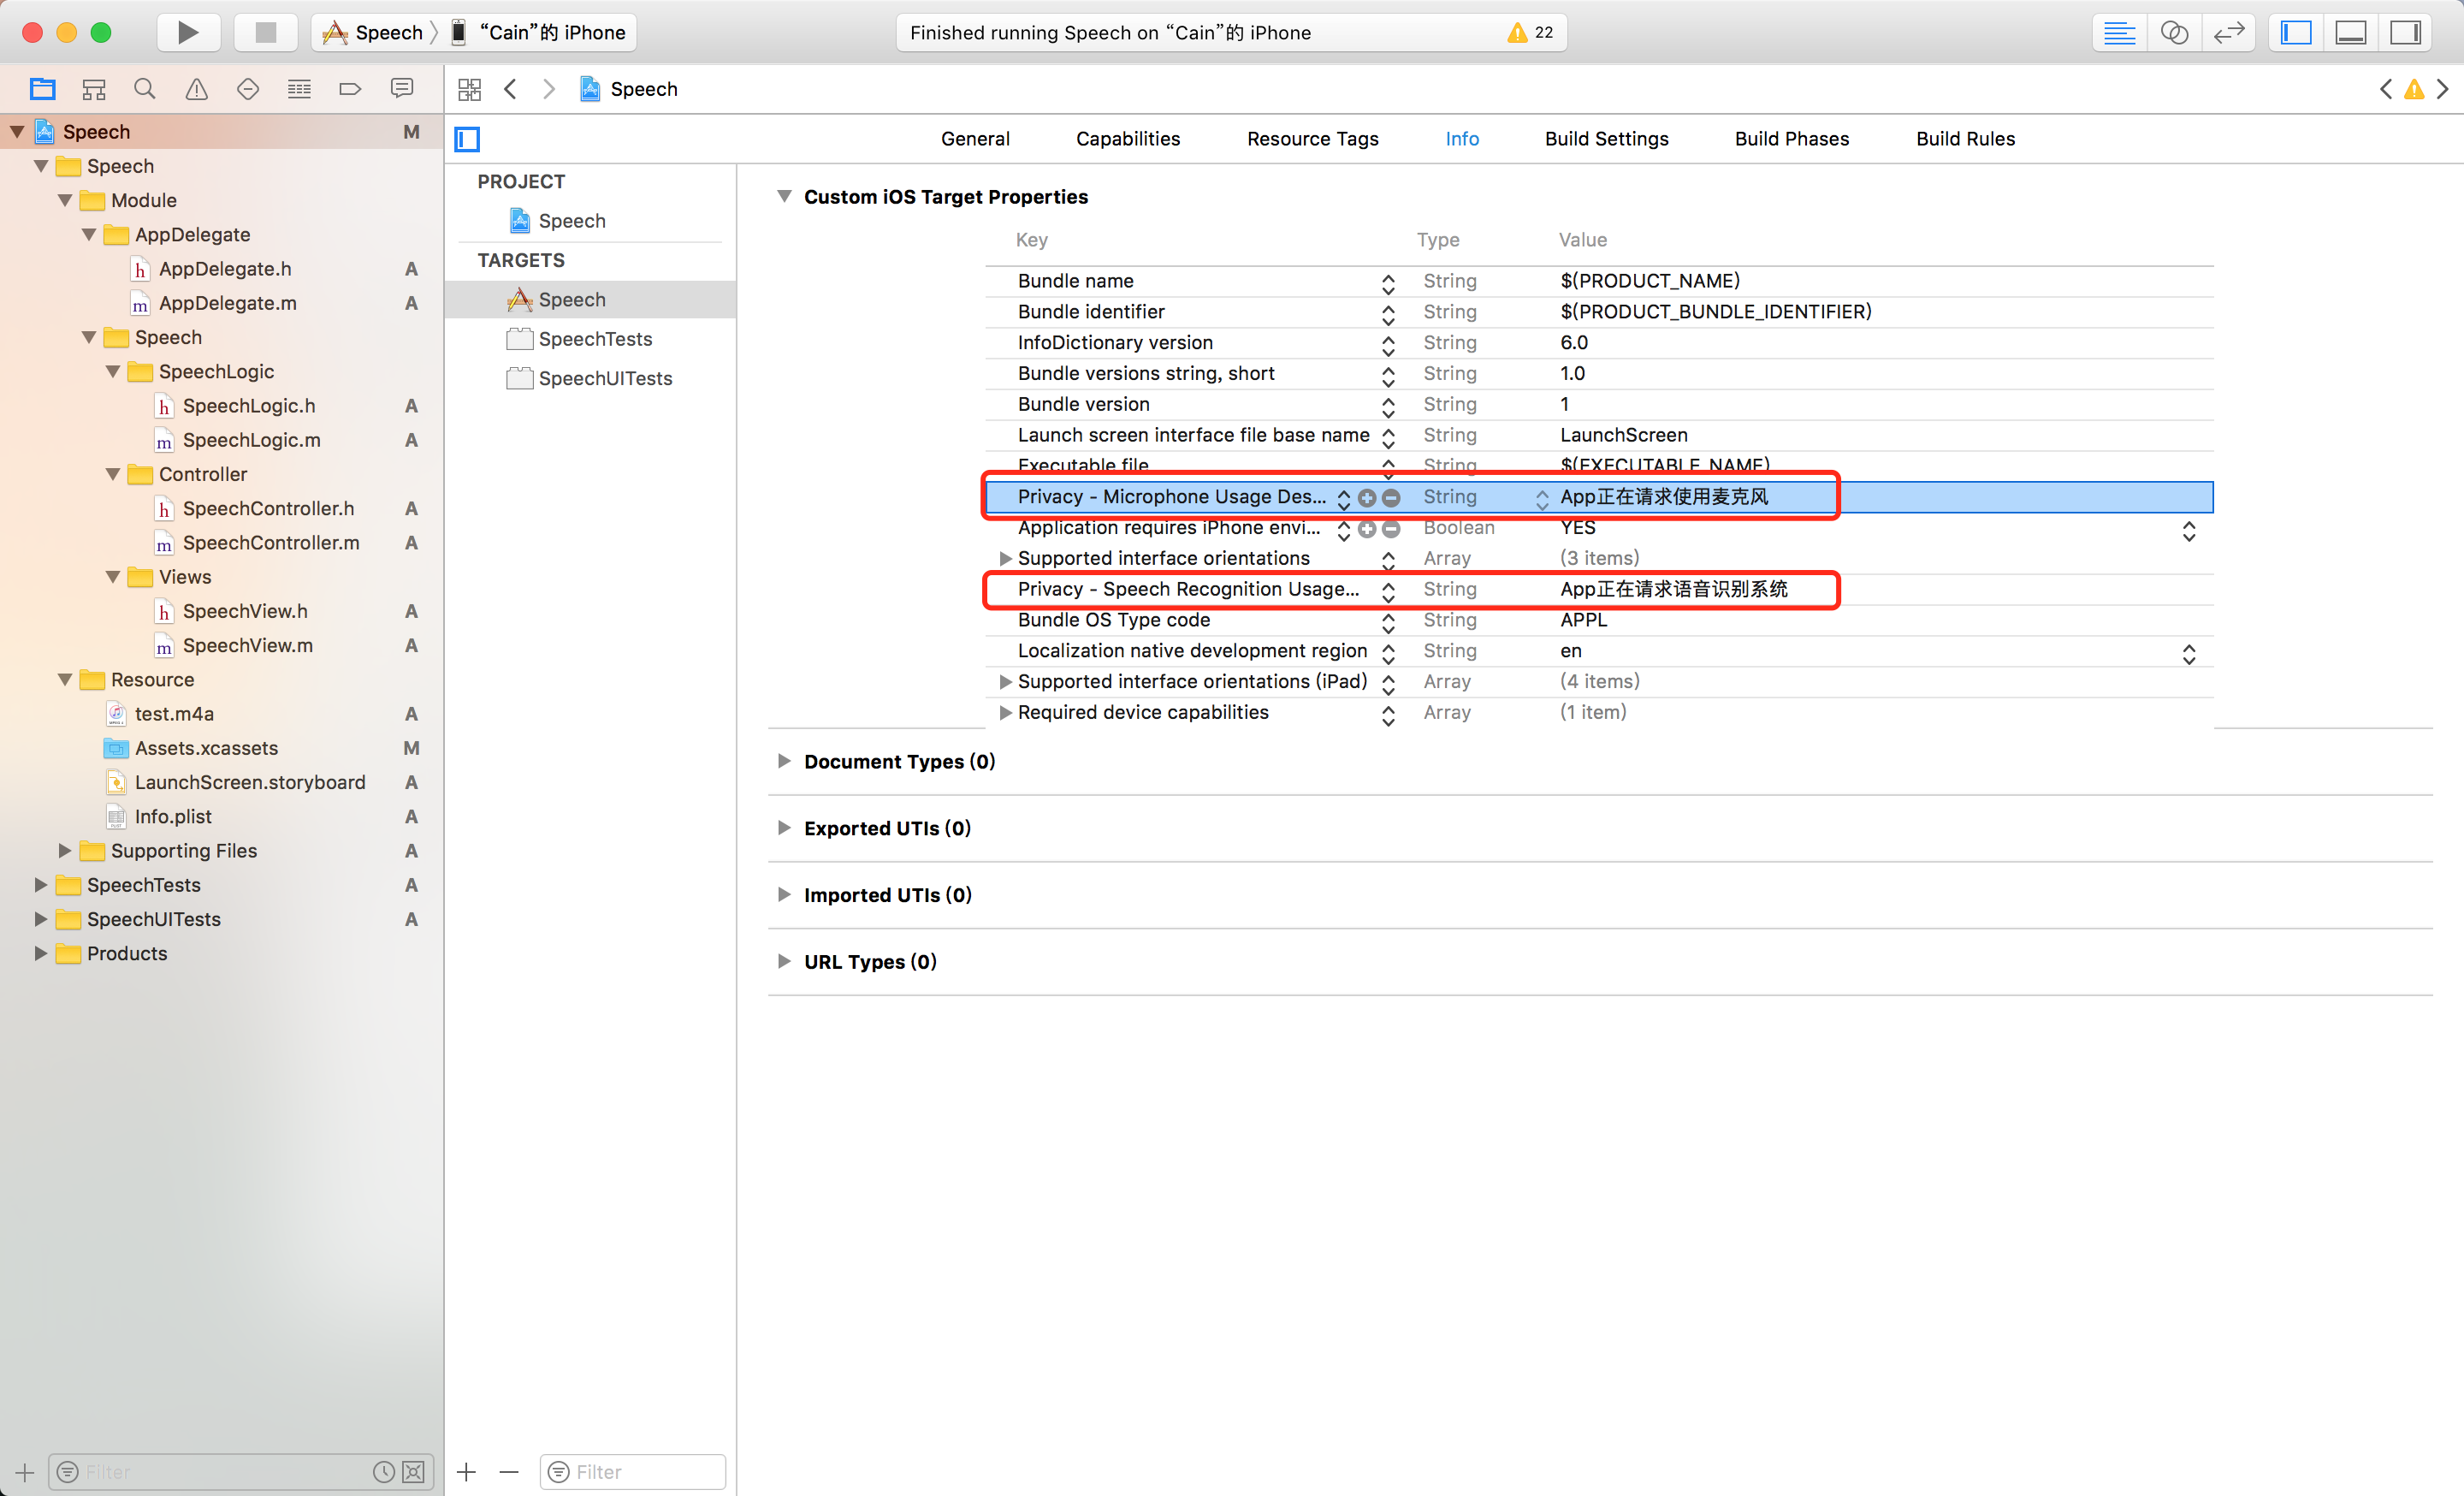 Speech 〉 “Cain”的 iPhone
Finished running Speech on “Cain”的 iPhone
22
Speech
Speech M
Speech
Module
AppDelegate
AppDelegate.h A
AppDelegate.m A
Speech
SpeechLogic
SpeechLogic.h A
SpeechLogic.m A
Controller
SpeechController.h A
SpeechController.m A
Views
SpeechView.h A
SpeechView.m A
Resource
test.m4a A
Assets.xcassets M
LaunchScreen.storyboard A
Info.plist A
Supporting Files A
SpeechTests A
SpeechUITests A
Products
Filter
General Capabilities Resource Tags Info Build Settings Build Phases Build Rules
PROJECT
Speech
TARGETS
Speech
SpeechTests
SpeechUITests
Filter
Custom iOS Target Properties
Key Type Value
Bundle name String $(PRODUCT_NAME)
Bundle identifier String $(PRODUCT_BUNDLE_IDENTIFIER)
InfoDictionary version String 6.0
Bundle versions string, short String 1.0
Bundle version String 1
Launch screen interface file base name String LaunchScreen
Executable file String $(EXECUTABLE_NAME)
Privacy - Microphone Usage Des... String App正在请求使用麦克风
Application requires iPhone envi... Boolean YES
Supported interface orientations Array (3 items)
Privacy - Speech Recognition Usage... String App正在请求语音识别系统
Bundle OS Type code String APPL
Localization native development region String en
Supported interface orientations (iPad) Array (4 items)
Required device capabilities Array (1 item)
Document Types (0)
Exported UTIs (0)
Imported UTIs (0)
URL Types (0)